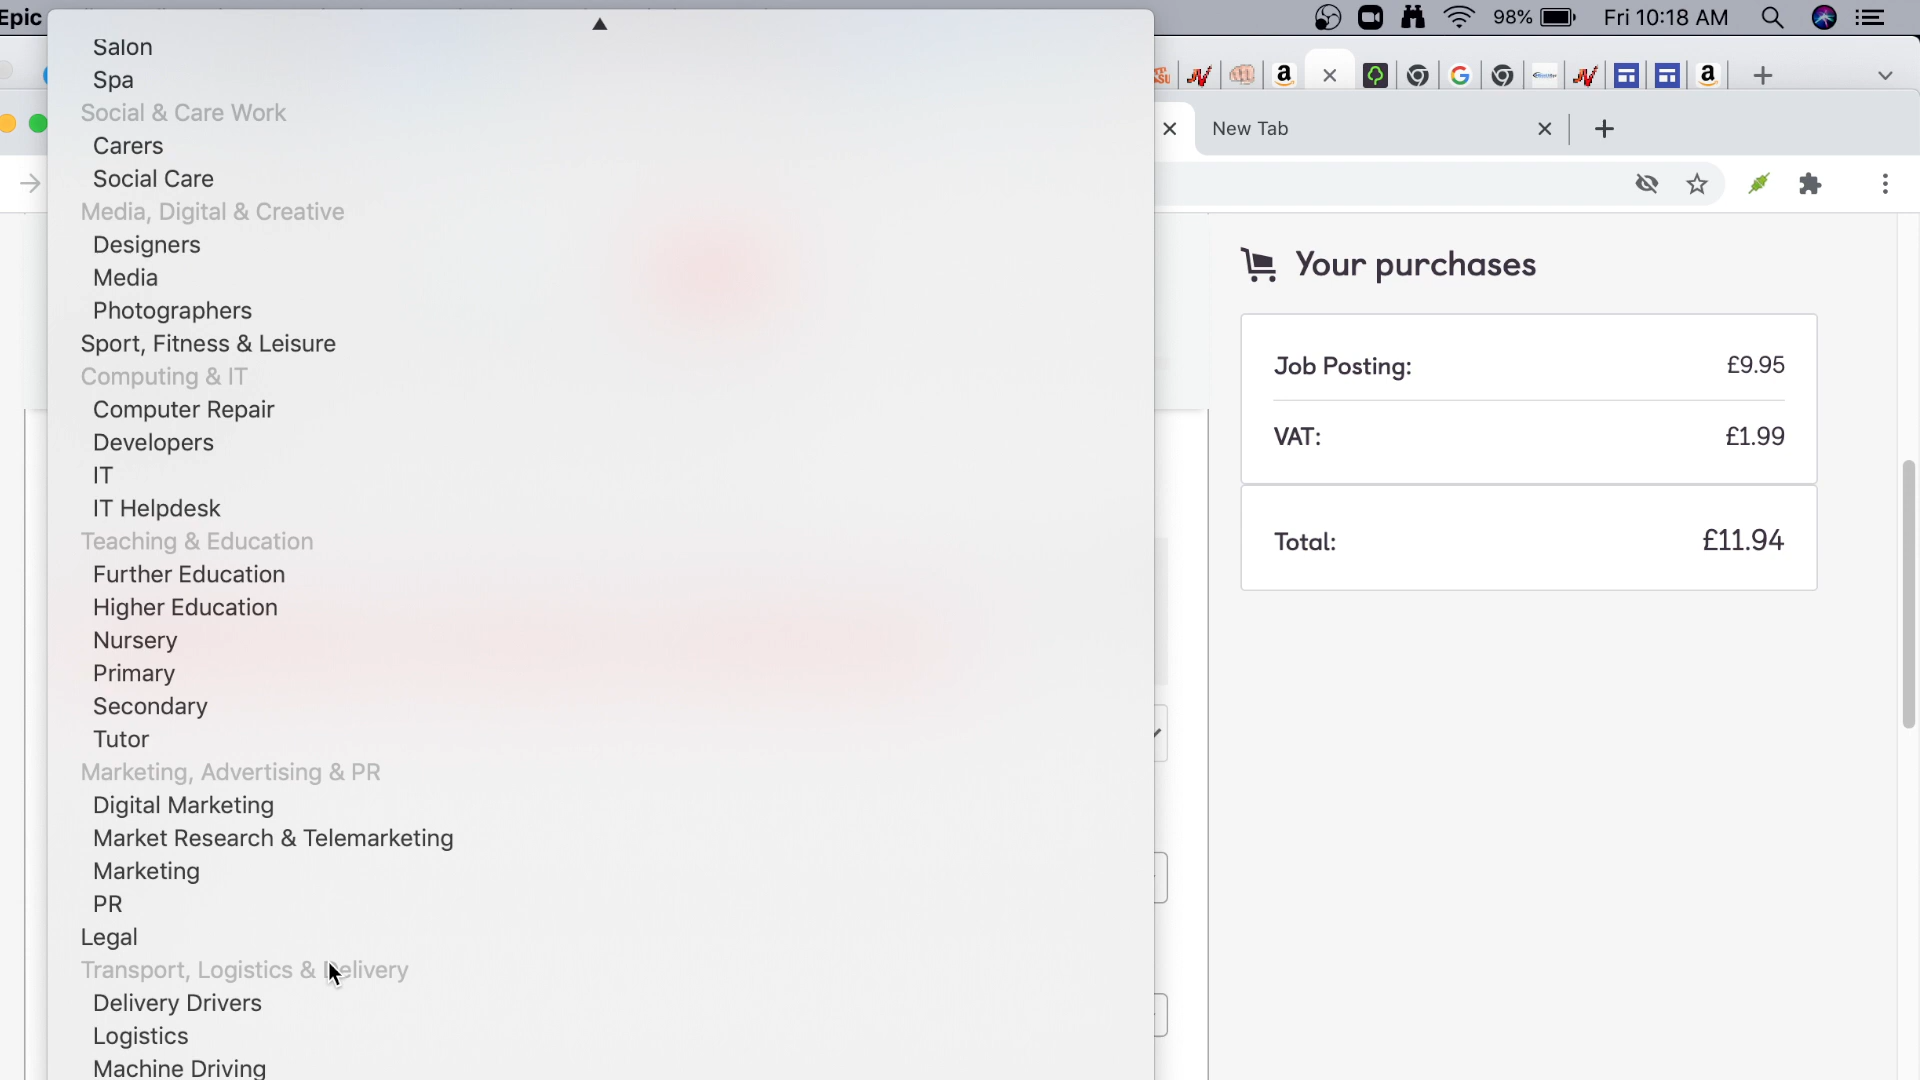 Epic
98%
Fri 10:18 AM
New Tab
Salon
Spa
Social & Care Work
Carers
Social Care
Media, Digital & Creative
Designers
Media
Photographers
Sport, Fitness & Leisure
Computing & IT
Computer Repair
Developers
IT
IT Helpdesk
Teaching & Education
Further Education
Higher Education
Nursery
Primary
Secondary
Tutor
Marketing, Advertising & PR
Digital Marketing
Market Research & Telemarketing
Marketing
PR
Legal
Transport, Logistics & Delivery
Delivery Drivers
Logistics
Machine Driving
Your purchases
Job Posting: £9.95
VAT: £1.99
Total: £11.94